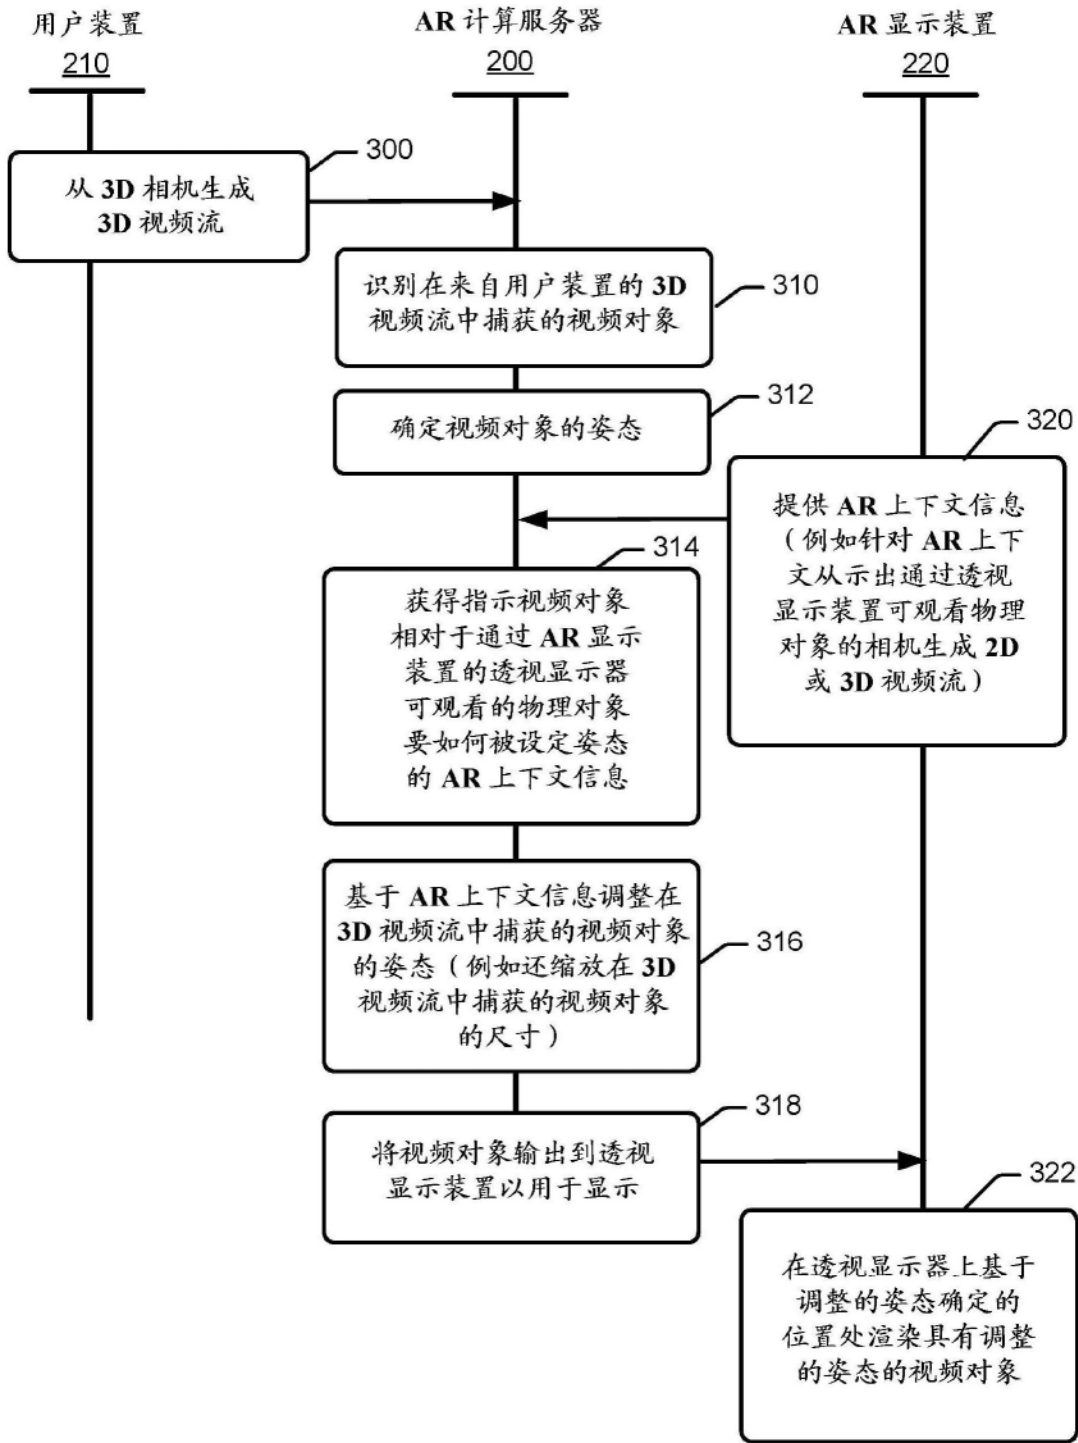 用户装置
210
AR 计算服务器
200
AR 显示装置
220
300
从 3D 相机生成
3D 视频流
310
识别在来自用户装置的 3D
视频流中捕获的视频对象
312
确定视频对象的姿态
320
提供 AR 上下文信息
（例如针对 AR 上下
文从示出通过透视
显示装置可观看物理
对象的相机生成 2D
或 3D 视频流）
314
获得指示视频对象
相对于通过 AR 显示
装置的透视显示器
可观看的物理对象
要如何被设定姿态
的 AR 上下文信息
316
基于 AR 上下文信息调整在
3D 视频流中捕获的视频对象
的姿态（例如还缩放在 3D
视频流中捕获的视频对象
的尺寸）
318
将视频对象输出到透视
显示装置以用于显示
322
在透视显示器上基于
调整的姿态确定的
位置处渲染具有调整
的姿态的视频对象